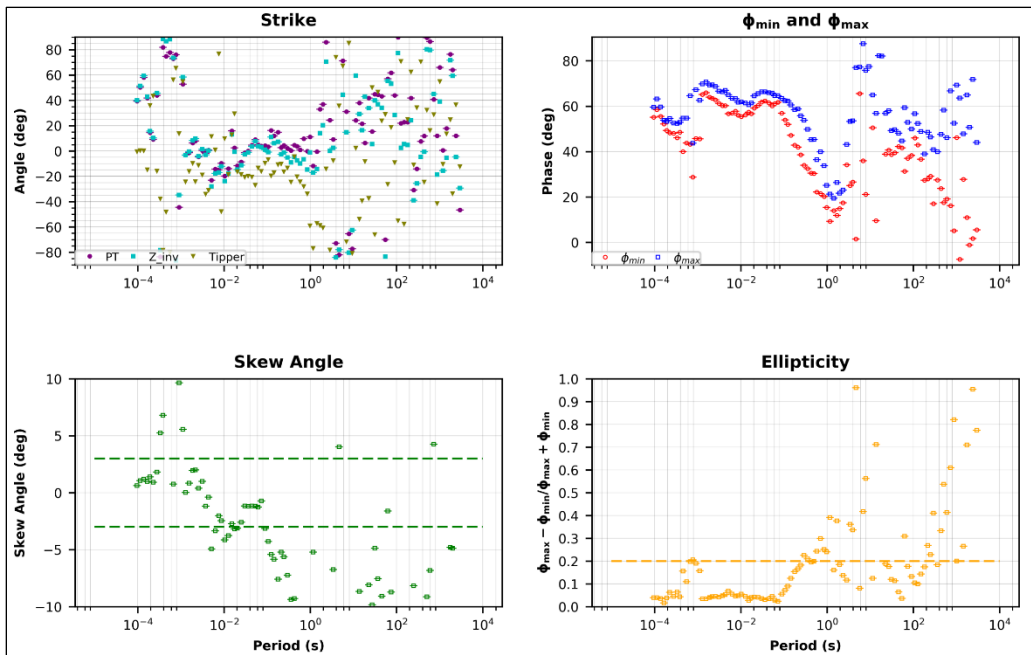 Strike
Angle (deg)
80
60
40
20
0
−20
−40
−60
−80
PT Z_inv Tipper
10⁻⁴ 10⁻² 10⁰ 10² 10⁴
ϕmin and ϕmax
Phase (deg)
80
60
40
20
0
ϕmin ϕmax
10⁻⁴ 10⁻² 10⁰ 10² 10⁴
Skew Angle
Skew Angle (deg)
10
5
0
−5
−10
10⁻⁴ 10⁻² 10⁰ 10² 10⁴
Period (s)
Ellipticity
ϕmax − ϕmin/ϕmax + ϕmin
1.0
0.9
0.8
0.7
0.6
0.5
0.4
0.3
0.2
0.1
0.0
10⁻⁴ 10⁻² 10⁰ 10² 10⁴
Period (s)